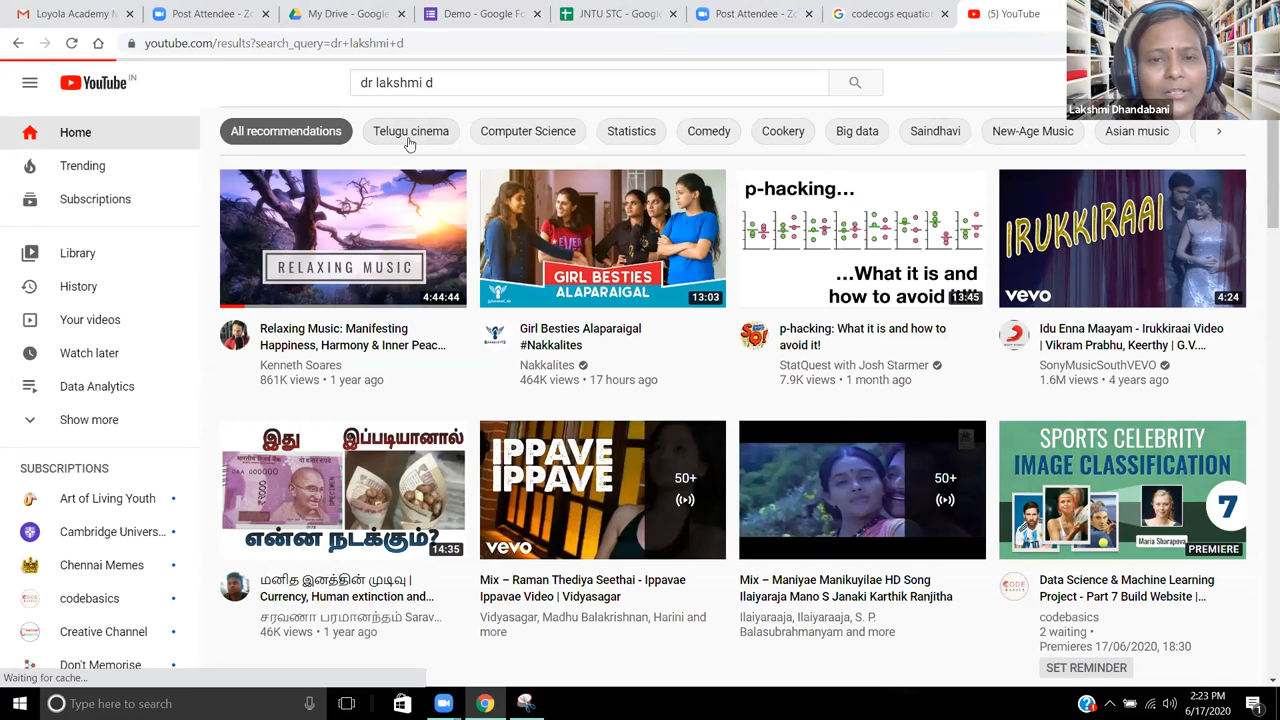 Loyola Academy M
Post Attendee - Zo
My Drive - Google
Demo - Google Fo
JNTU STC - Google
Post Attendee - Zo
codecogs equation
(5) YouTube
youtube.com/results?search_query=dr+lakshmi+d
Lakshmi Dhandabani
YouTube IN
dr lakshmi d
Home
Trending
Subscriptions
Library
History
Your videos
Watch later
Data Analytics
Show more
SUBSCRIPTIONS
Art of Living Youth
Cambridge Univers...
Chennai Memes
codebasics
Creative Channel
Don't Memorise
All recommendations
Telugu cinema
Computer Science
Statistics
Comedy
Cookery
Big data
Saindhavi
New-Age Music
Asian music
RELAXING MUSIC
4:44:44
Relaxing Music: Manifesting
Happiness, Harmony & Inner Peac...
Kenneth Soares
861K views • 1 year ago
GIRL BESTIES
ALAPARAIGAL
13:03
Girl Besties Alaparaigal
#Nakkalites
Nakkalites
464K views • 17 hours ago
p-hacking...
...What it is and
how to avoid
13:45
p-hacking: What it is and how to
avoid it!
StatQuest with Josh Starmer
7.9K views • 1 month ago
IRUKKIRAAI
vevo
4:24
Idu Enna Maayam - Irukkiraai Video
| Vikram Prabhu, Keerthy | G.V....
SonyMusicSouthVEVO
1.6M views • 4 years ago
இது இப்படியானால்
என்ன நடக்கும்?
14:35
மனித இனத்தின் முடிவு |
Currency, Human extinction and...
சரவணா பரமானந்தம் Sarav...
46K views • 1 year ago
IPPAVE
IPPAVE
vevo
50+
Mix – Raman Thediya Seethai - Ippavae
Ippavae Video | Vidyasagar
Vidyasagar, Madhu Balakrishnan, Harini and
more
50+
Mix – Maniyae Manikuyilae HD Song
Ilaiyaraja Mano S Janaki Karthik Ranjitha
Ilaiyaraaja, Ilaiyaraaja, S. P.
Balasubrahmanyam and more
SPORTS CELEBRITY
IMAGE CLASSIFICATION
7
Maria Sharapova
PREMIERE
Data Science & Machine Learning
Project - Part 7 Build Website |...
codebasics
2 waiting •
Premieres 17/06/2020, 18:30
SET REMINDER
Waiting for cache...
Type here to search
2:23 PM
6/17/2020
1